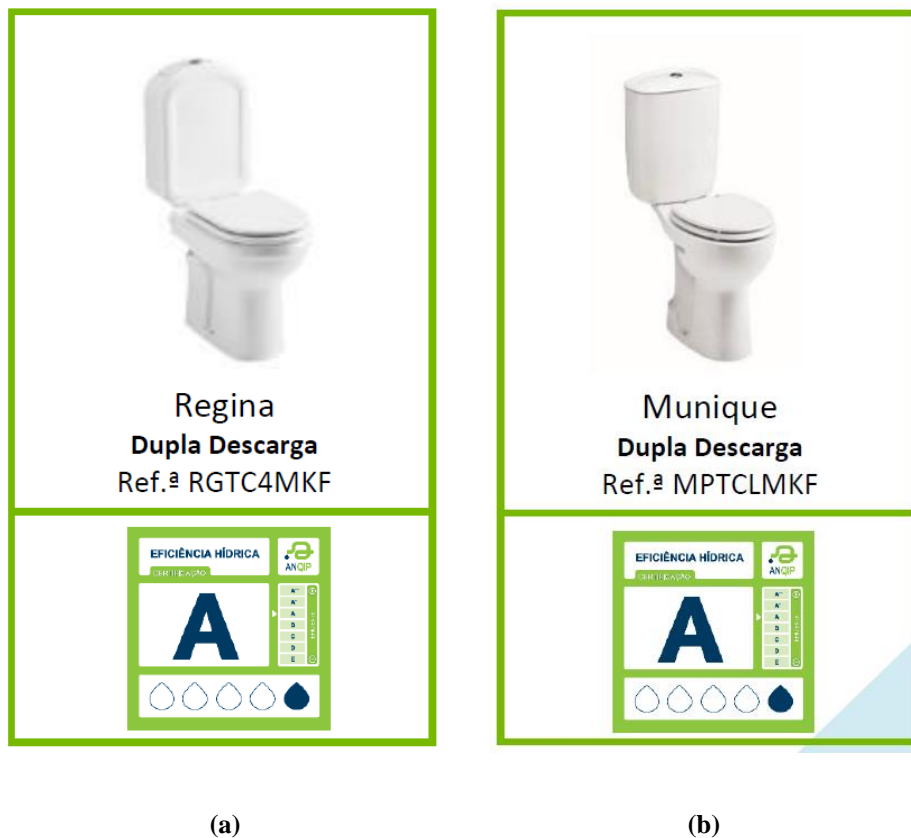 Regina
Dupla Descarga
Ref.ª RGTC4MKF
EFICIÊNCIA HÍDRICA
ANQIP
CERTIFICAÇÃO
A
A++
A+
A
B
C
D
E
Munique
Dupla Descarga
Ref.ª MPTCLMKF
EFICIÊNCIA HÍDRICA
ANQIP
CERTIFICAÇÃO
A
A++
A+
A
B
C
D
E
(a)
(b)